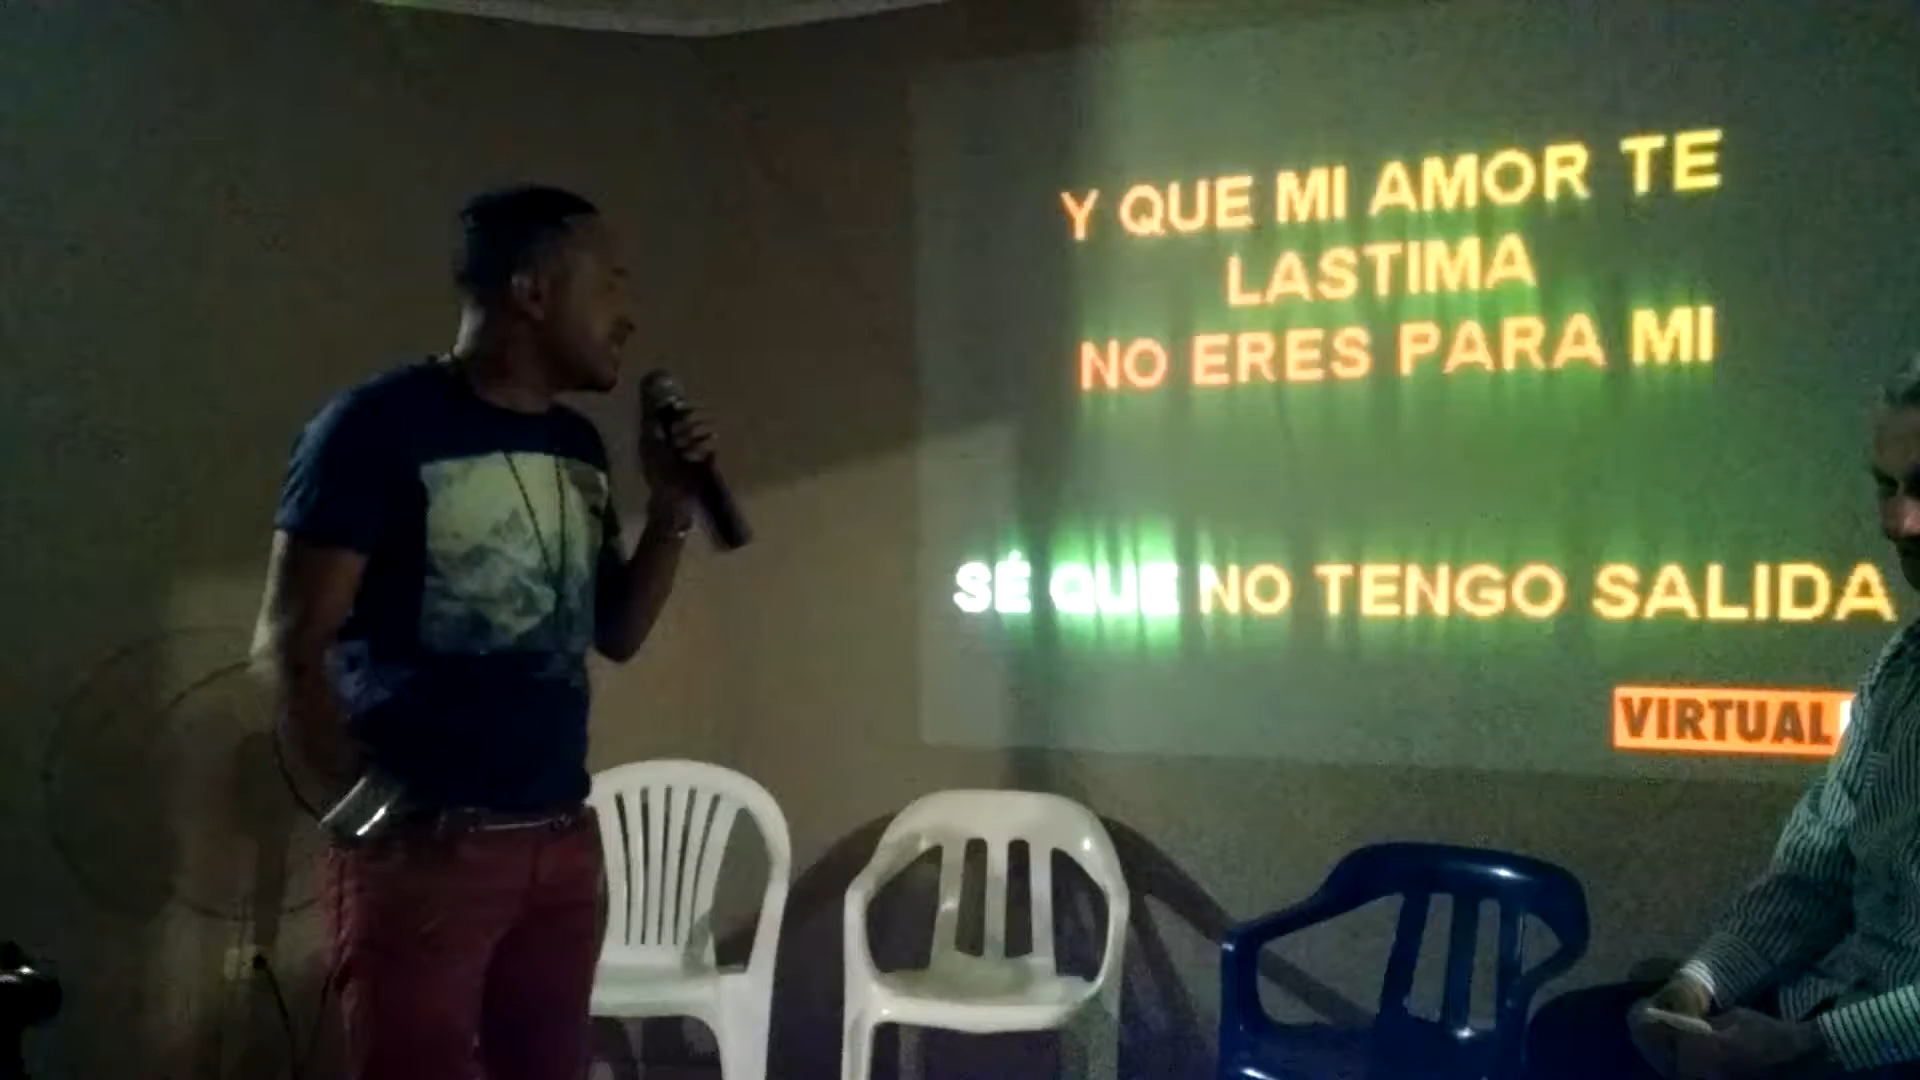 Y QUE MI AMOR TE
LASTIMA
NO ERES PARA MI
SÉ QUE NO TENGO SALIDA
VIRTUAL